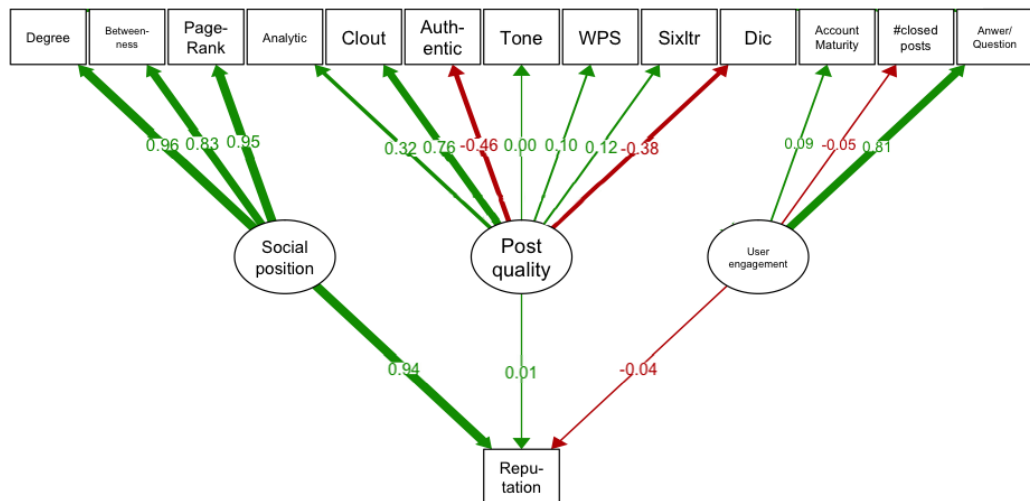 Degree
Between-
ness
Page-
Rank
Analytic
Clout
Auth-
entic
Tone
WPS
Sixltr
Dic
Account
Maturity
#closed
posts
Anwer/
Question
0.96
0.83
0.95
0.32
0.76
-0.46
0.00
0.10
0.12
-0.38
0.09
-0.05
0.81
Social
position
Post
quality
User
engagement
0.94
0.01
-0.04
Repu-
tation